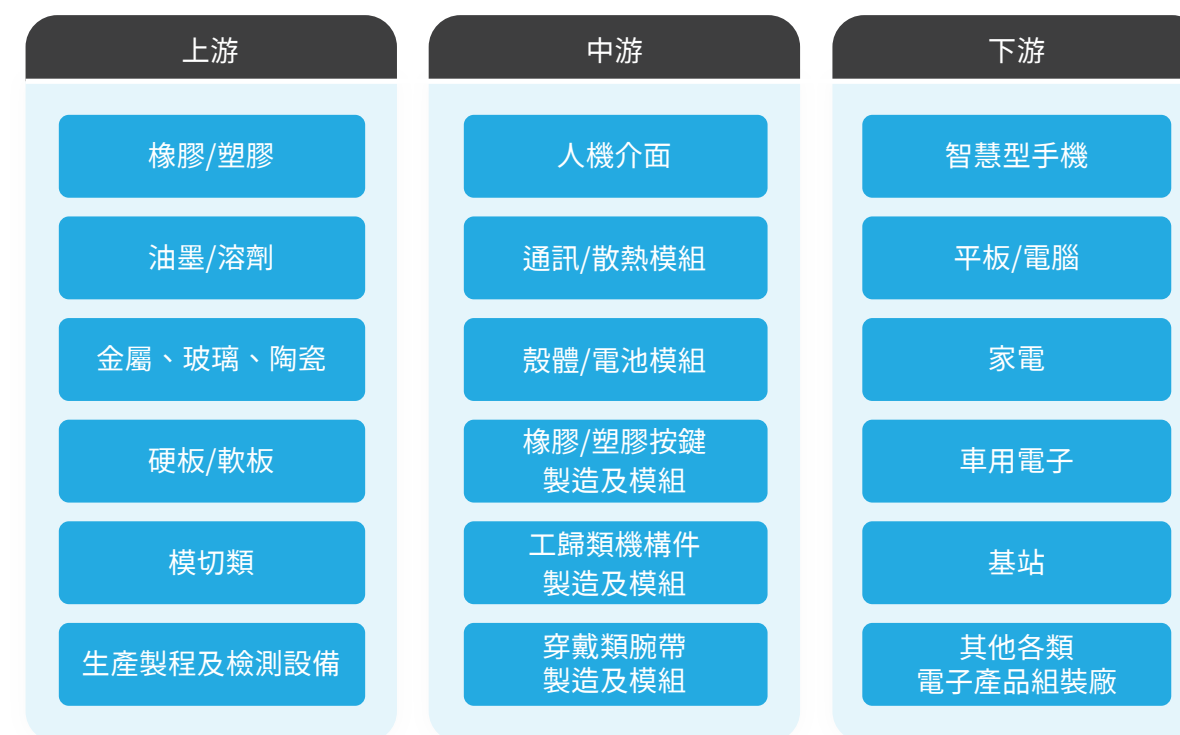 上游
橡膠/塑膠
油墨/溶劑
金屬、玻璃、陶瓷
硬板/軟板
模切類
生產製程及檢測設備
中游
人機介面
通訊/散熱模組
殼體/電池模組
橡膠/塑膠按鍵
製造及模組
工歸類機構件
製造及模組
穿戴類腕帶
製造及模組
下游
智慧型手機
平板/電腦
家電
車用電子
基站
其他各類
電子產品組裝廠